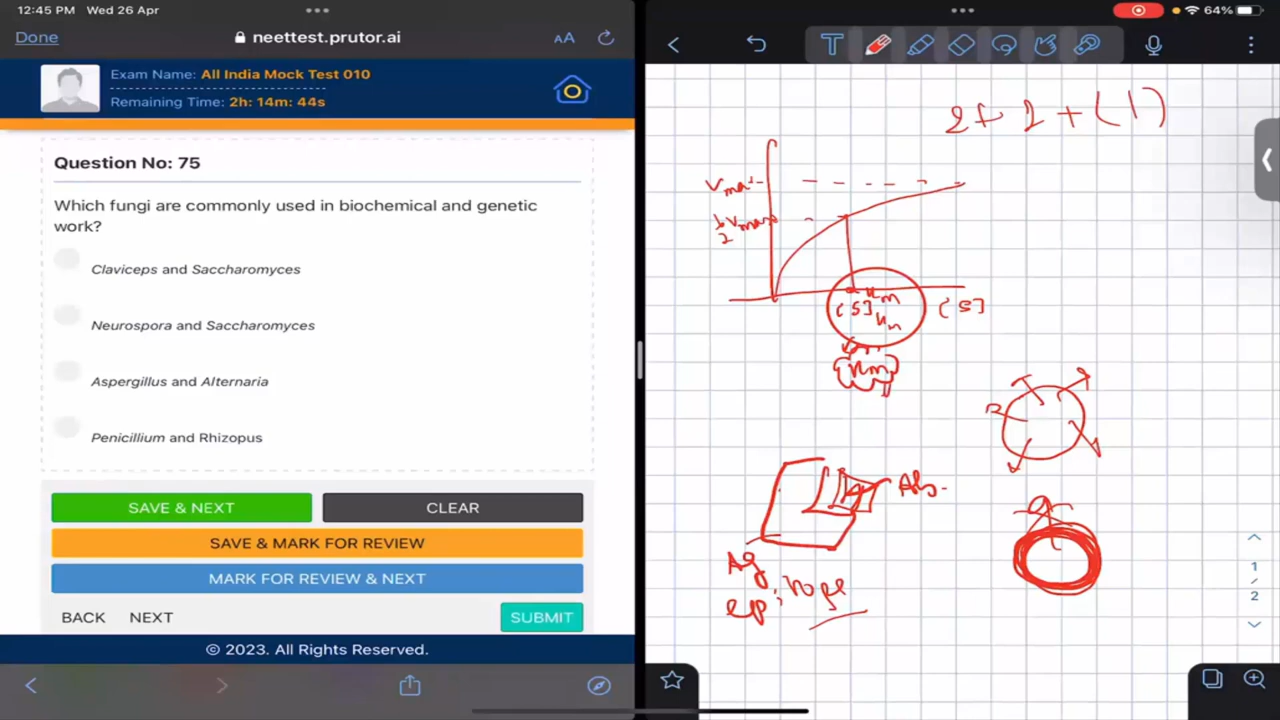 12:45 PM Wed 26 Apr
64%
Done
neettest.prutor.ai
AA
Exam Name: All India Mock Test 010
Remaining Time: 2h: 14m: 44s
Question No: 75
Which fungi are commonly used in biochemical and genetic
work?
Claviceps and Saccharomyces
Neurospora and Saccharomyces
Aspergillus and Alternaria
Penicillium and Rhizopus
SAVE & NEXT
CLEAR
SAVE & MARK FOR REVIEW
MARK FOR REVIEW & NEXT
BACK
NEXT
SUBMIT
© 2023. All Rights Reserved.
T
2+2+(1)
Vmax
1/2 Vmax
Km
[S]
[S]
Km
Ag
1
/
2